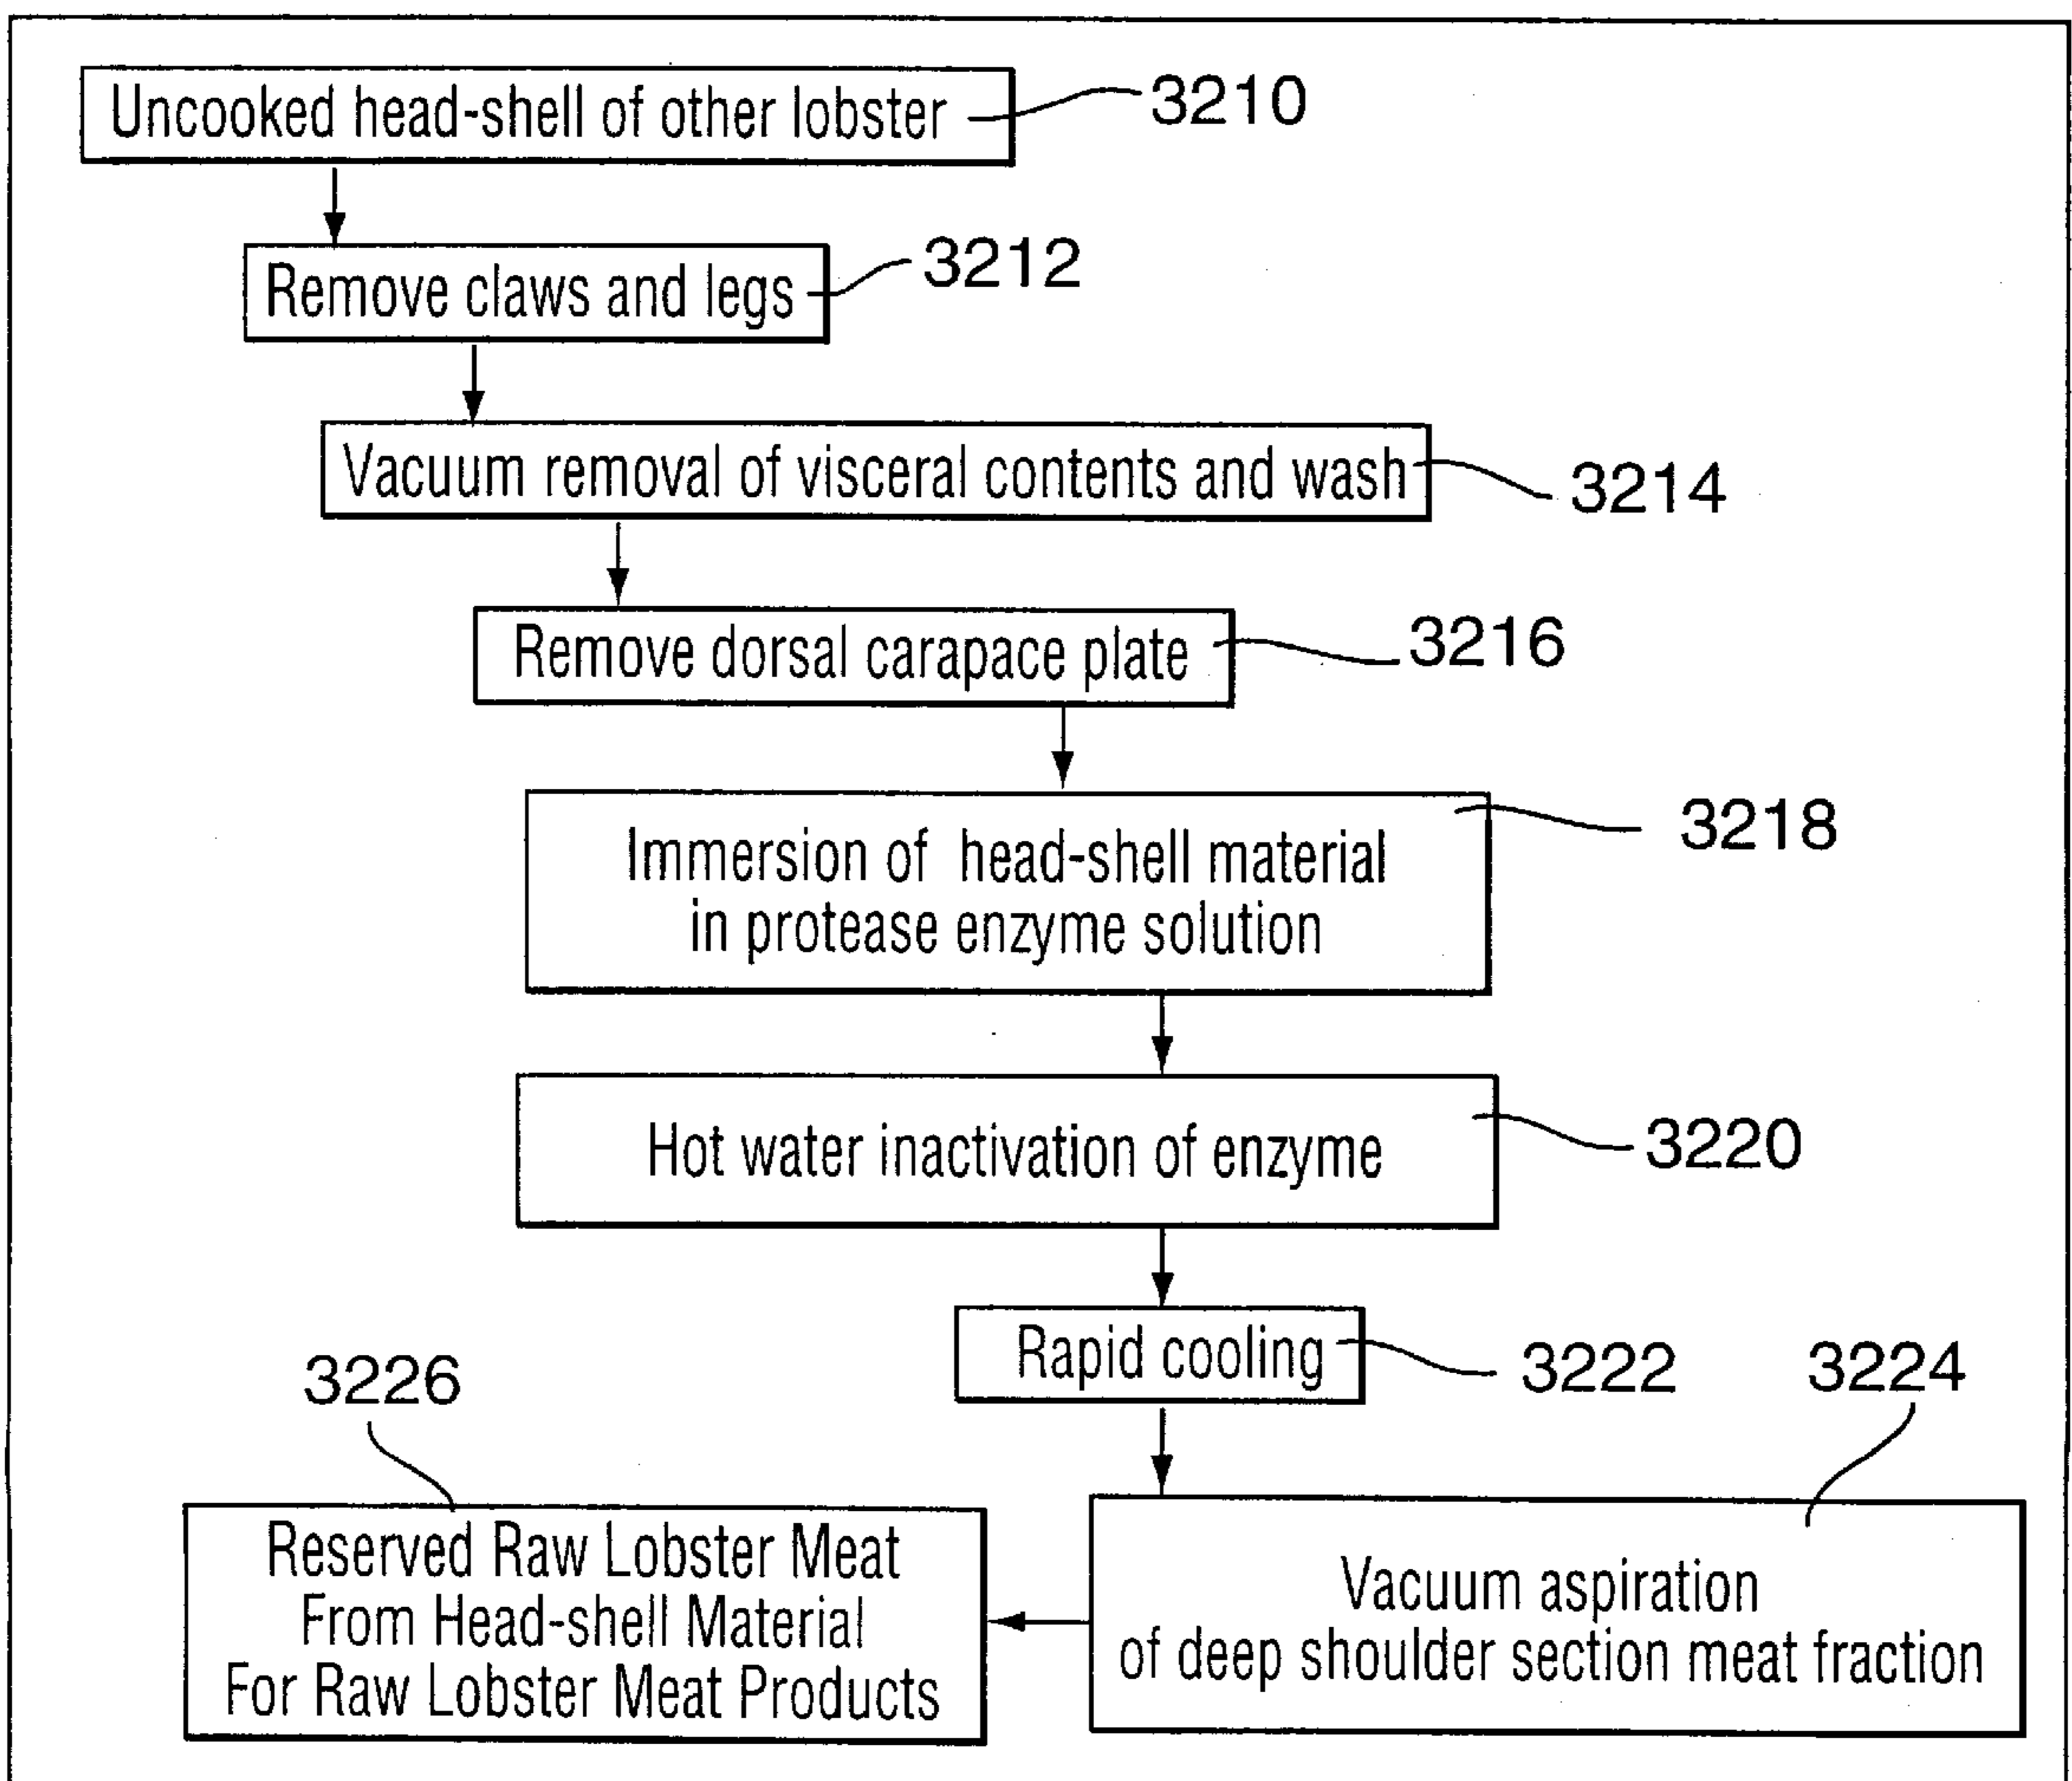 Uncooked head-shell of other lobster
3210
Remove claws and legs
3212
Vacuum removal of visceral contents and wash
3214
Remove dorsal carapace plate
3216
Immersion of head-shell material
in protease enzyme solution
3218
Hot water inactivation of enzyme
3220
Rapid cooling
3222
3224
Vacuum aspiration
of deep shoulder section meat fraction
3226
Reserved Raw Lobster Meat
From Head-shell Material
For Raw Lobster Meat Products